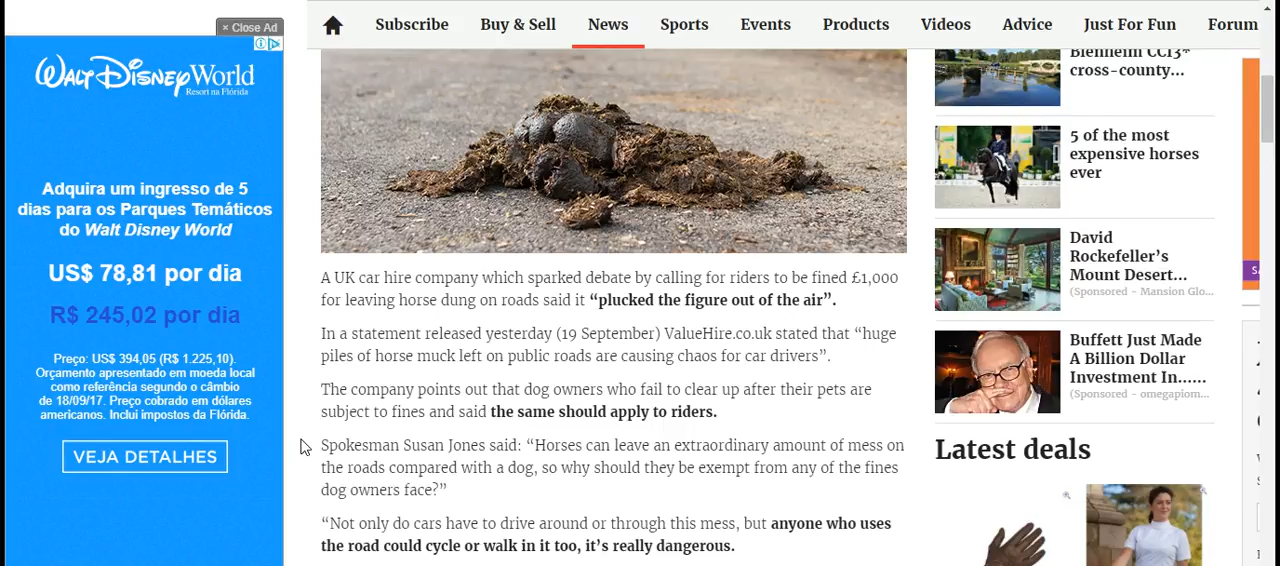 Subscribe Buy & Sell News Sports Events Products Videos Advice Just For Fun Forum
× Close Ad
WALT DISNEY World
Resort na Flórida
Adquira um ingresso de 5
dias para os Parques Temáticos
do Walt Disney World
US$ 78,81 por dia
R$ 245,02 por dia
Preço: US$ 394,05 (R$ 1.225,10).
Orçamento apresentado em moeda local
como referência segundo o câmbio
de 18/09/17. Preço cobrado em dólares
americanos. Inclui impostos da Flórida.
VEJA DETALHES
A UK car hire company which sparked debate by calling for riders to be fined £1,000
for leaving horse dung on roads said it “plucked the figure out of the air”.
In a statement released yesterday (19 September) ValueHire.co.uk stated that “huge
piles of horse muck left on public roads are causing chaos for car drivers”.
The company points out that dog owners who fail to clear up after their pets are
subject to fines and said the same should apply to riders.
Spokesman Susan Jones said: “Horses can leave an extraordinary amount of mess on
the roads compared with a dog, so why should they be exempt from any of the fines
dog owners face?”
“Not only do cars have to drive around or through this mess, but anyone who uses
the road could cycle or walk in it too, it’s really dangerous.
Blenheim CCI3*
cross-county...
5 of the most
expensive horses
ever
David
Rockefeller’s
Mount Desert...
(Sponsored – Mansion Glo...
Buffett Just Made
A Billion Dollar
Investment In......
(Sponsored – omegapiom...
Latest deals